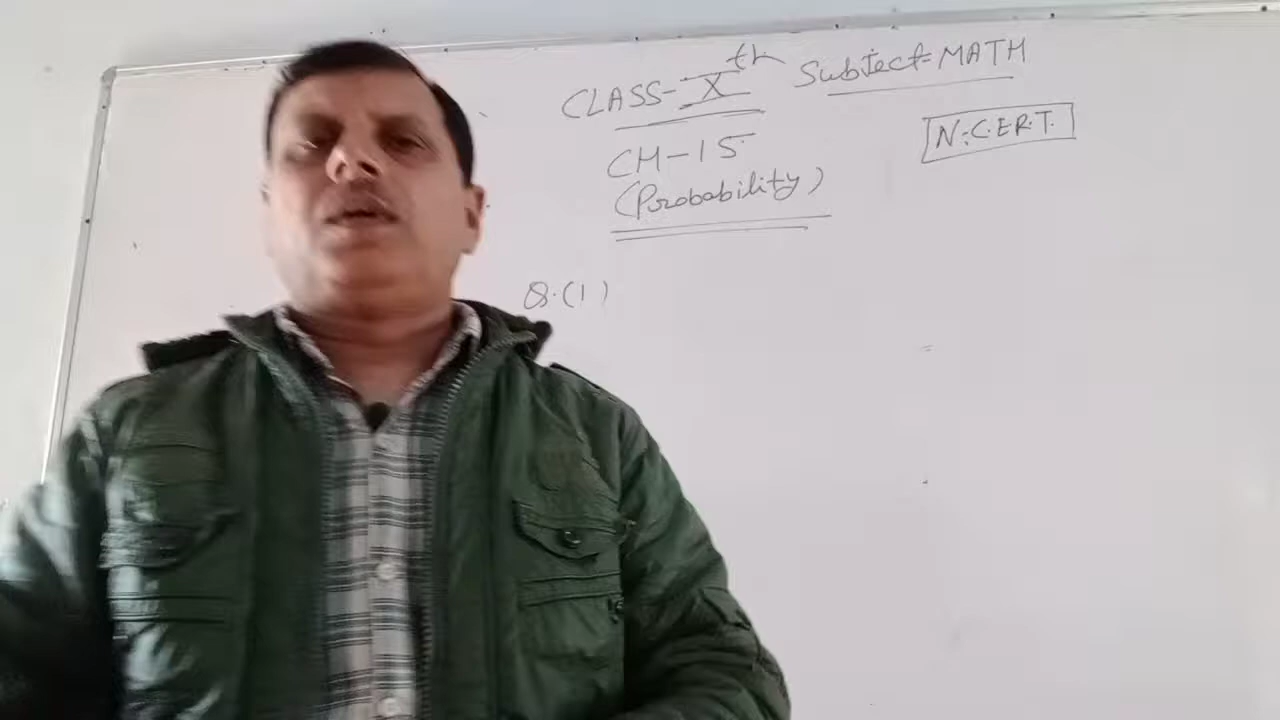 CLASS-Xth Subject=MATH
N.C.E.R.T.
CH-15
(Probability)
Q.(1)